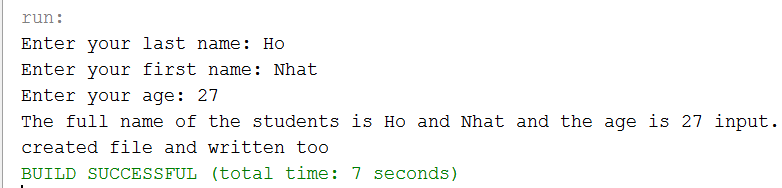 run:
Enter your last name: Ho
Enter your first name: Nhat
Enter your age: 27
The full name of the students is Ho and Nhat and the age is 27 input.
created file and written too
BUILD SUCCESSFUL (total time: 7 seconds)